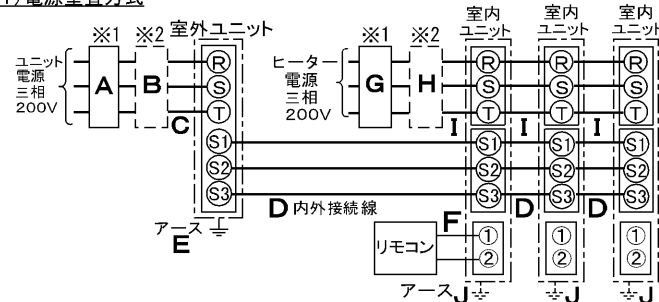 電源重畳方式
※1
※2
室外ユニット
ユニット
電源
三相
200V
A
B
C
R
S
T
S1
S2
S3
D 内外接続線
アース
E
※1
※2
ヒーター
電源
三相
200V
G
H
室内
ユニット
室内
ユニット
室内
ユニット
R
S
T
R
S
T
R
S
T
I
I
I
S1
S2
S3
S1
S2
S3
S1
S2
S3
D
D
F
リモコン
①
②
①
②
①
②
アース J
J
J